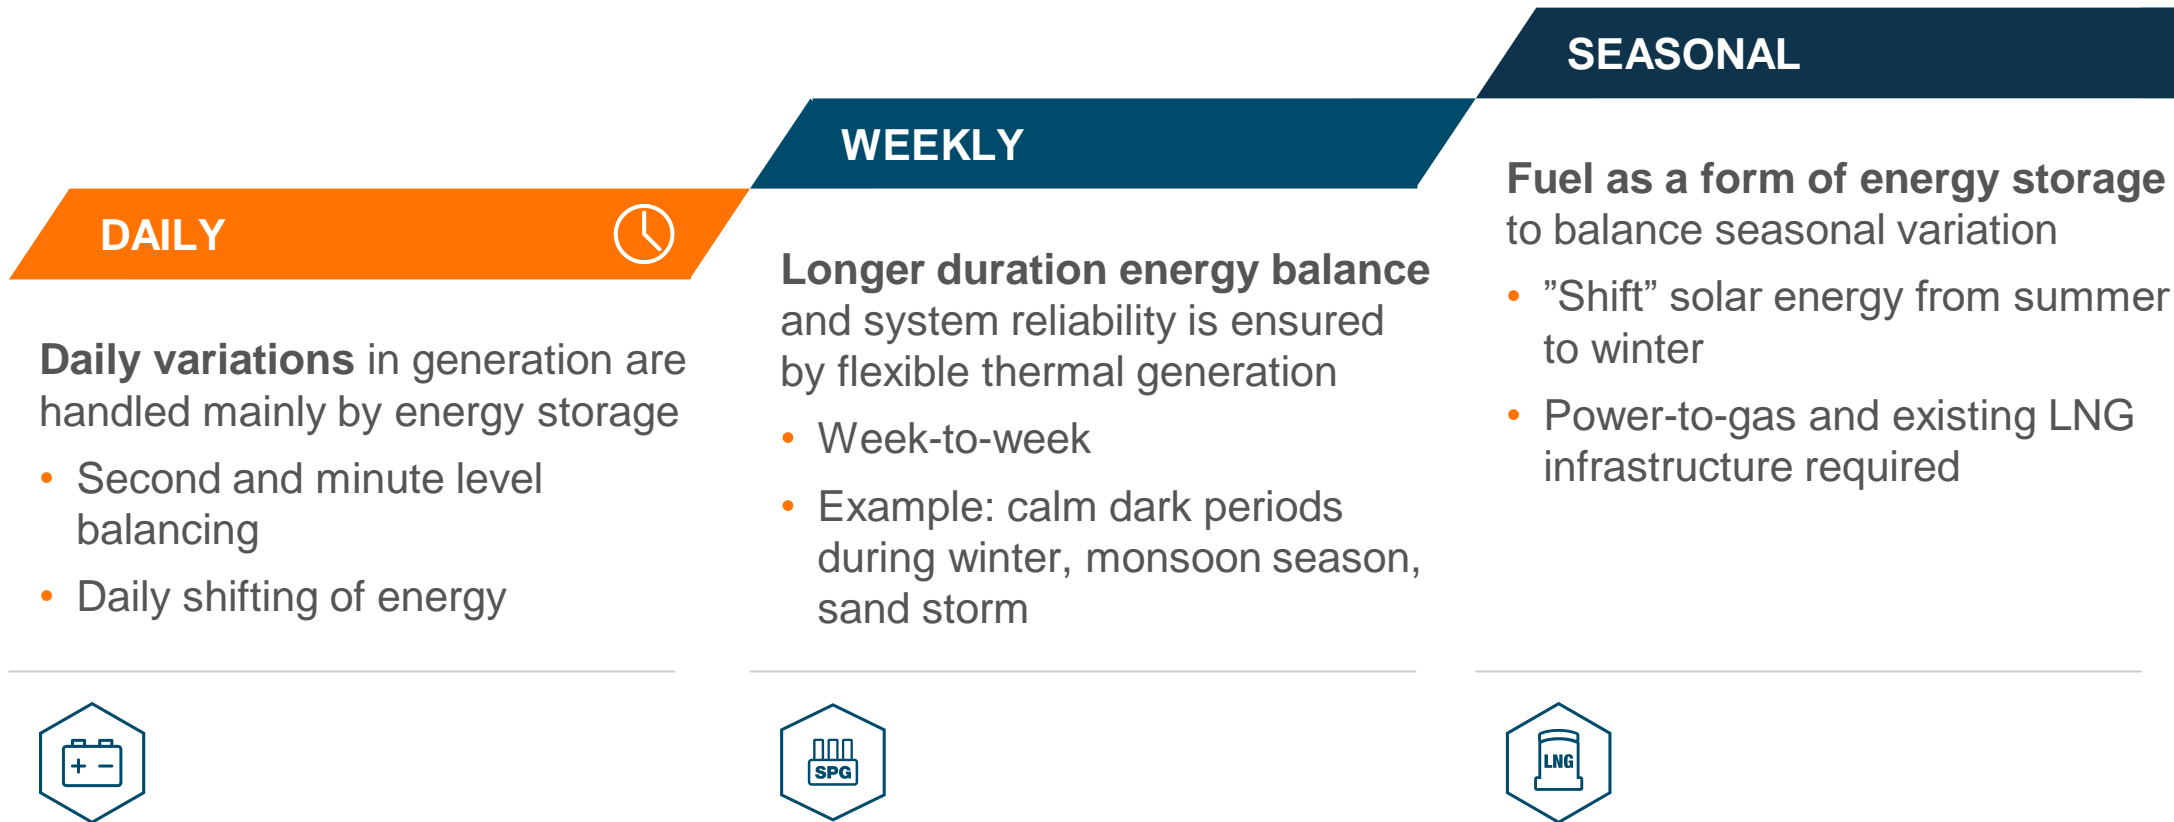 DAILY
Daily variations in generation are
handled mainly by energy storage
• Second and minute level
balancing
• Daily shifting of energy
WEEKLY
Longer duration energy balance
and system reliability is ensured
by flexible thermal generation
• Week-to-week
• Example: calm dark periods
during winter, monsoon season,
sand storm
SPG
SEASONAL
Fuel as a form of energy storage
to balance seasonal variation
• ”Shift” solar energy from summer
to winter
• Power-to-gas and existing LNG
infrastructure required
LNG